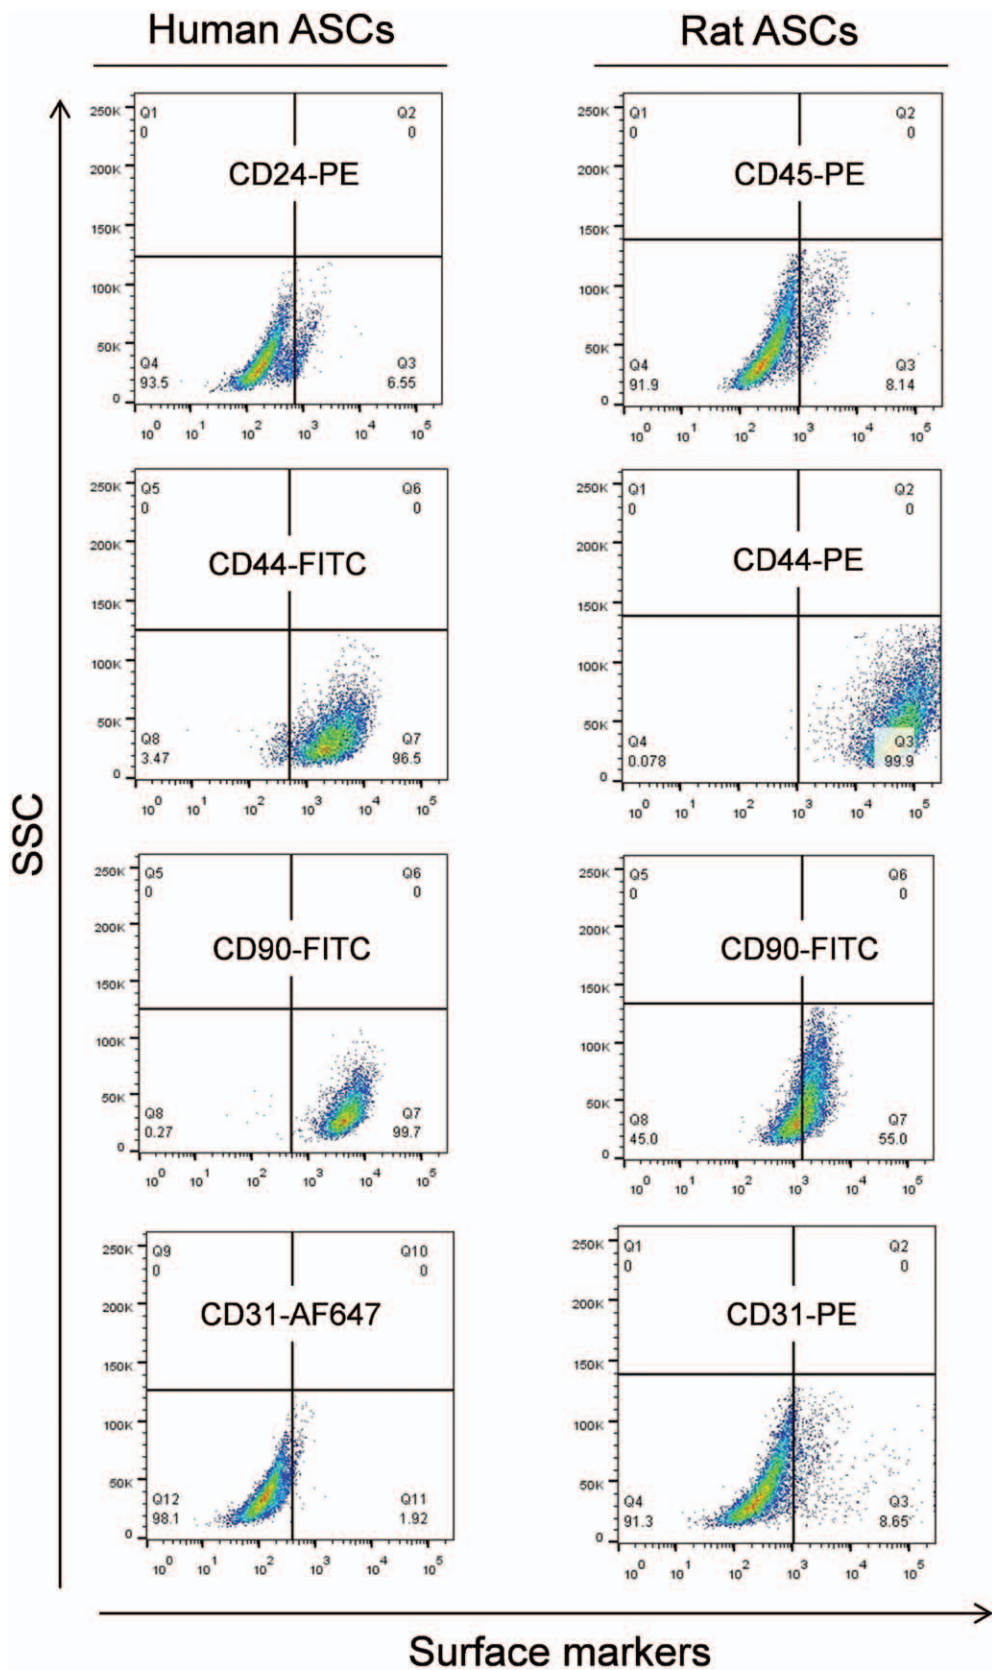 Human ASCs
Rat ASCs
250K
200K
150K
100K
50K
0
Q1
0
Q2
0
CD24-PE
Q4
93.5
Q3
6.55
10^0 10^1 10^2 10^3 10^4 10^5
250K
200K
150K
100K
50K
0
Q1
0
Q2
0
CD45-PE
Q4
91.9
Q3
8.14
10^0 10^1 10^2 10^3 10^4 10^5
250K
200K
150K
100K
50K
0
Q5
0
Q6
0
CD44-FITC
Q8
3.47
Q7
96.5
10^0 10^1 10^2 10^3 10^4 10^5
250K
200K
150K
100K
50K
0
Q1
0
Q2
0
CD44-PE
Q4
0.078
Q3
99.9
10^0 10^1 10^2 10^3 10^4 10^5
250K
200K
150K
100K
50K
0
Q5
0
Q6
0
CD90-FITC
Q8
0.27
Q7
99.7
10^0 10^1 10^2 10^3 10^4 10^5
250K
200K
150K
100K
50K
0
Q5
0
Q6
0
CD90-FITC
Q8
45.0
Q7
55.0
10^0 10^1 10^2 10^3 10^4 10^5
250K
200K
150K
100K
50K
0
Q9
0
Q10
0
CD31-AF647
Q12
98.1
Q11
1.92
10^0 10^1 10^2 10^3 10^4 10^5
250K
200K
150K
100K
50K
0
Q1
0
Q2
0
CD31-PE
Q4
91.3
Q3
8.65
10^0 10^1 10^2 10^3 10^4 10^5
SSC
Surface markers